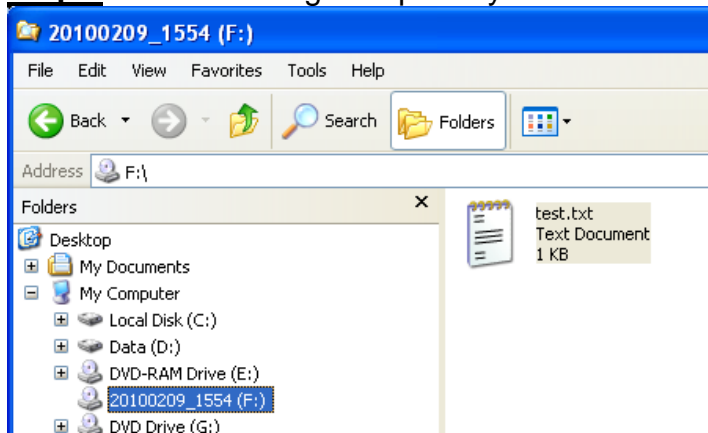 20100209_1554 (F:)
File Edit View Favorites Tools Help
Back Search Folders
Address F:\
Folders x
Desktop
My Documents
My Computer
Local Disk (C:)
Data (D:)
DVD-RAM Drive (E:)
20100209_1554 (F:)
DVD Drive (G:)
test.txt
Text Document
1 KB